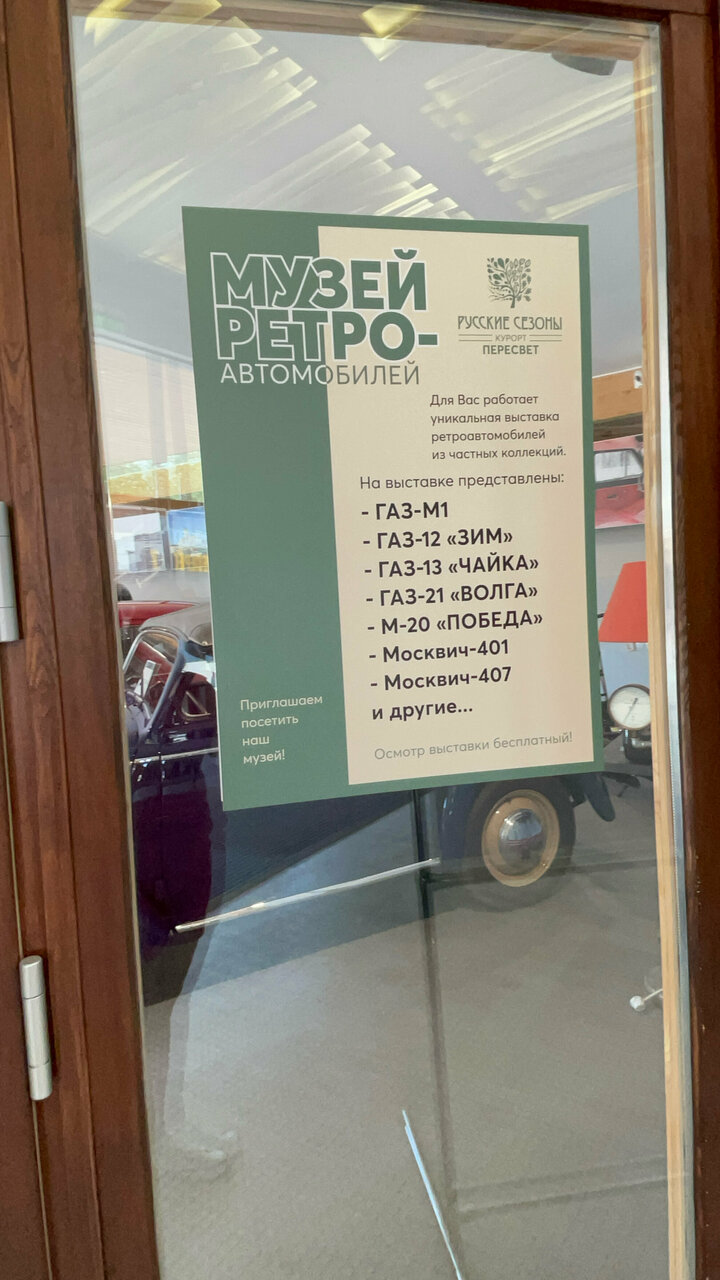 МУЗЕЙ
РЕТРО-
АВТОМОБИЛЕЙ
РУССКИЕ СЕЗОНЫ
КУРОРТ
ПЕРЕСВЕТ
Для Вас работает
уникальная выставка
ретроавтомобилей
из частных коллекций.
На выставке представлены:
- ГАЗ-М1
- ГАЗ-12 «ЗИМ»
- ГАЗ-13 «ЧАЙКА»
- ГАЗ-21 «ВОЛГА»
- М-20 «ПОБЕДА»
- Москвич-401
- Москвич-407
и другие...
Осмотр выставки бесплатный!
Приглашаем
посетить
наш
музей!